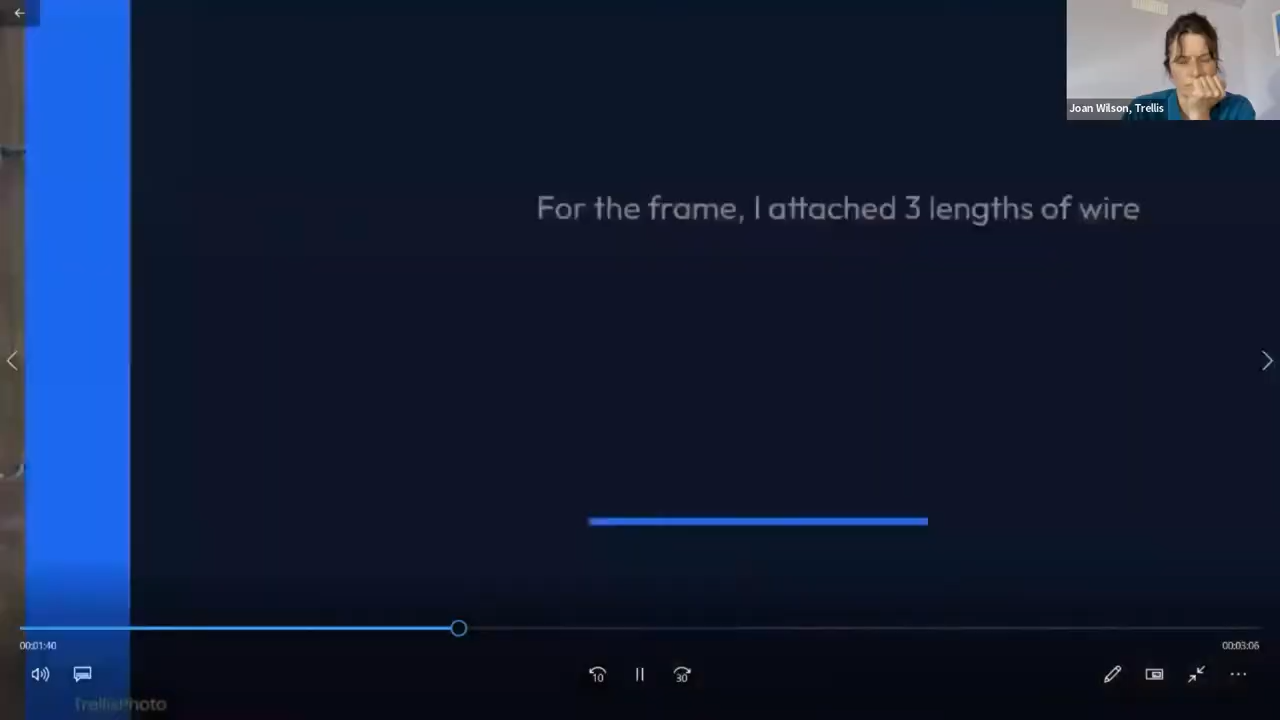 Joan Wilson, Trellis
For the frame, I attached 3 lengths of wire
00:01:40
00:03:06
10
30
TrellisPhoto